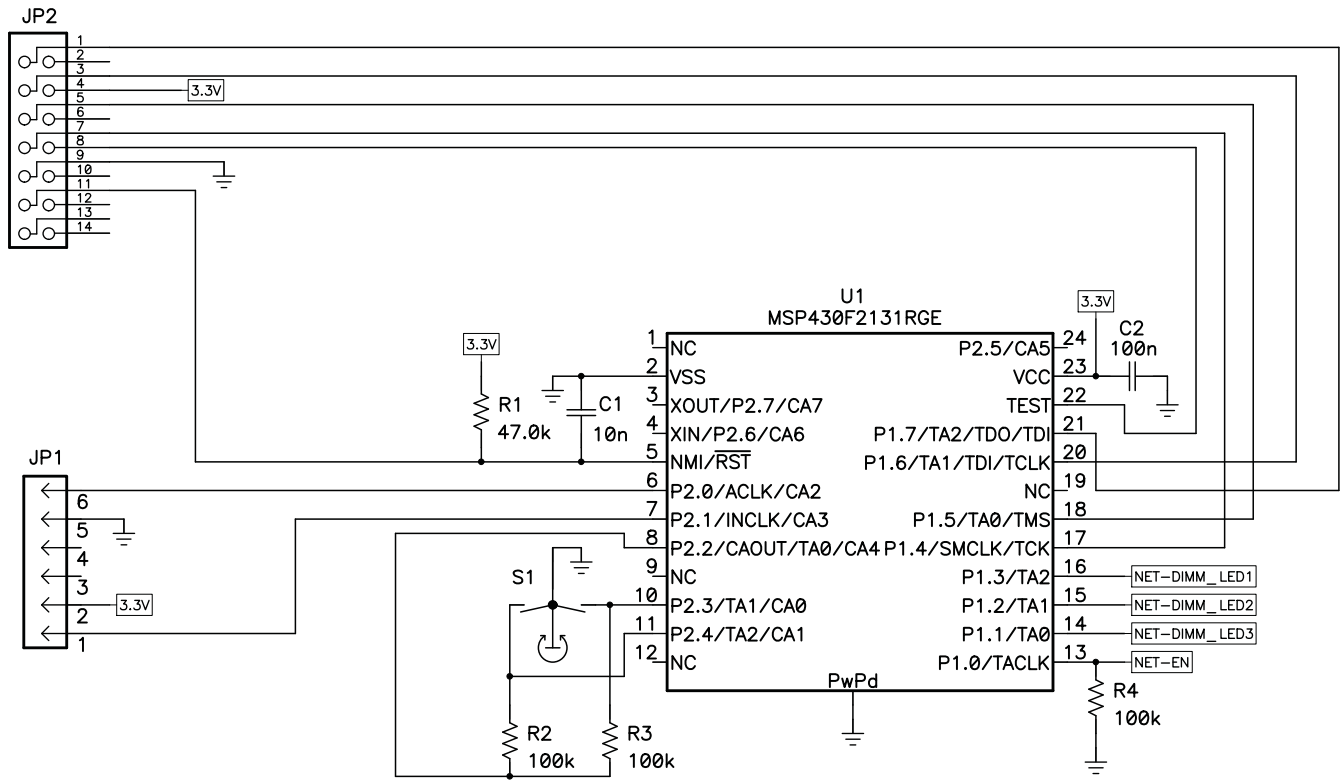 JP2
1
2
3
4
5
6
7
8
9
10
11
12
13
14
3.3V
U1
MSP430F2131RGE
3.3V
C2
100n
3.3V
R1
47.0k
C1
10n
1 NC
2 VSS
3 XOUT/P2.7/CA7
4 XIN/P2.6/CA6
5 NMI/RST
6 P2.0/ACLK/CA2
7 P2.1/INCLK/CA3
8 P2.2/CAOUT/TA0/CA4
9 NC
10 P2.3/TA1/CA0
11 P2.4/TA2/CA1
12 NC
PwPd
P2.5/CA5 24
VCC 23
TEST 22
P1.7/TA2/TDO/TDI 21
P1.6/TA1/TDI/TCLK 20
NC 19
P1.5/TA0/TMS 18
P1.4/SMCLK/TCK 17
P1.3/TA2 16 NET-DIMM_LED1
P1.2/TA1 15 NET-DIMM_LED2
P1.1/TA0 14 NET-DIMM_LED3
P1.0/TACLK 13 NET-EN
R4
100k
JP1
6
5
4
3
2
1
3.3V
S1
R2
100k
R3
100k